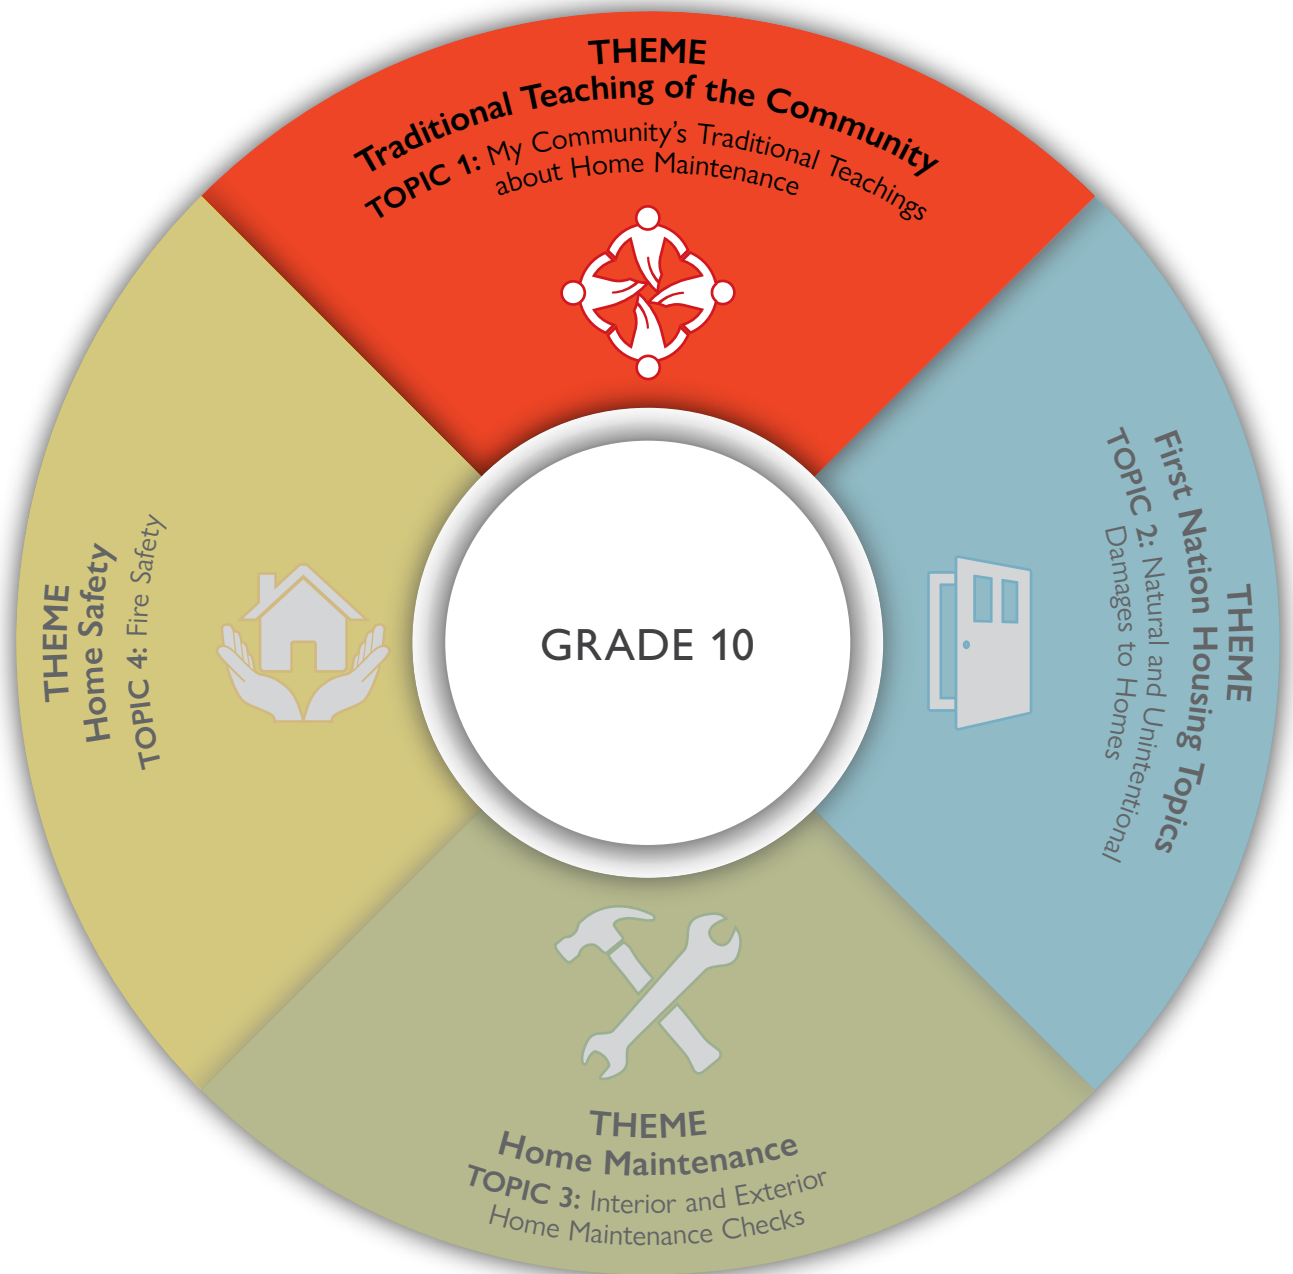 THEME
Traditional Teaching of the Community
TOPIC 1: My Community’s Traditional Teachings
about Home Maintenance
THEME
First Nation Housing Topics
TOPIC 2: Natural and Unintentional
Damages to Homes
THEME
Home Maintenance
TOPIC 3: Interior and Exterior
Home Maintenance Checks
THEME
Home Safety
TOPIC 4: Fire Safety
GRADE 10